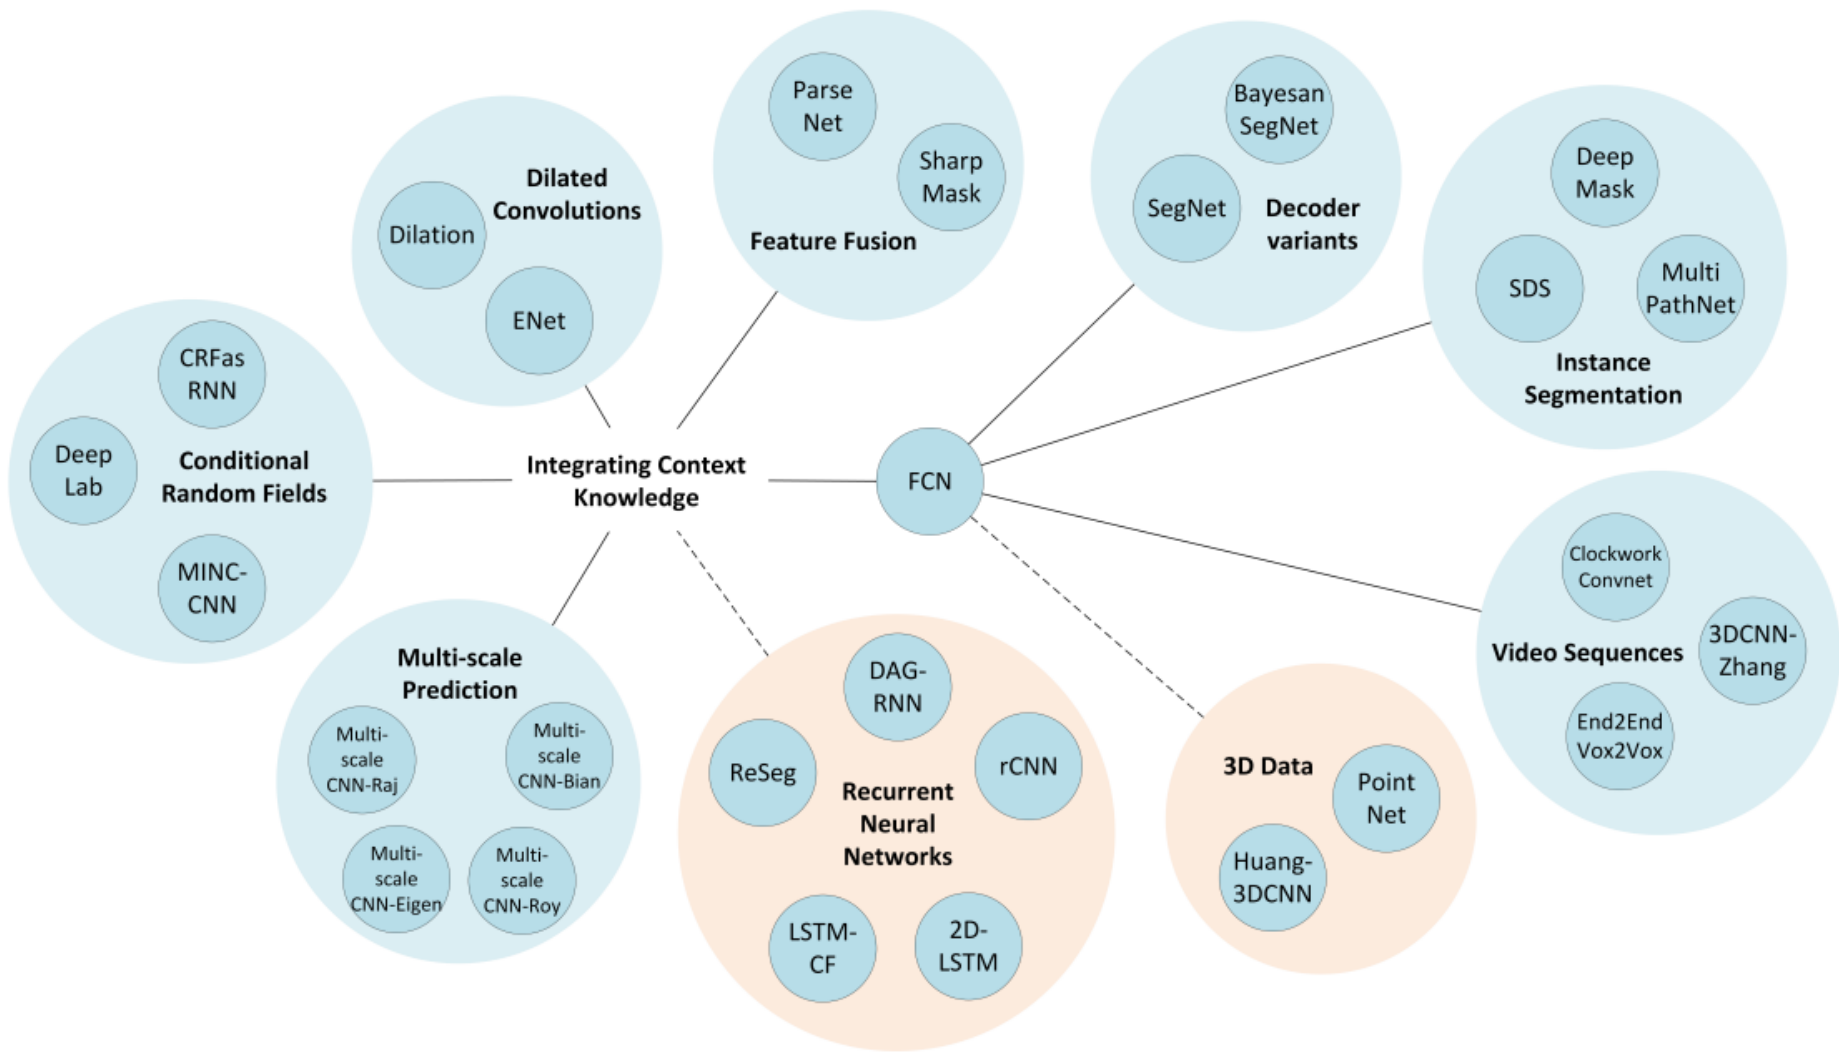 Parse
Net
Sharp
Mask
Feature Fusion
Bayesan
SegNet
SegNet
Decoder
variants
Deep
Mask
SDS
Multi
PathNet
Instance
Segmentation
Dilated
Convolutions
Dilation
ENet
CRFas
RNN
Deep
Lab
Conditional
Random Fields
MINC-
CNN
Integrating Context
Knowledge
FCN
Clockwork
Convnet
Video Sequences
3DCNN-
Zhang
End2End
Vox2Vox
Multi-scale
Prediction
Multi-
scale
CNN-Raj
Multi-
scale
CNN-Bian
Multi-
scale
CNN-Eigen
Multi-
scale
CNN-Roy
DAG-
RNN
ReSeg
rCNN
Recurrent
Neural
Networks
LSTM-
CF
2D-
LSTM
3D Data
Point
Net
Huang-
3DCNN